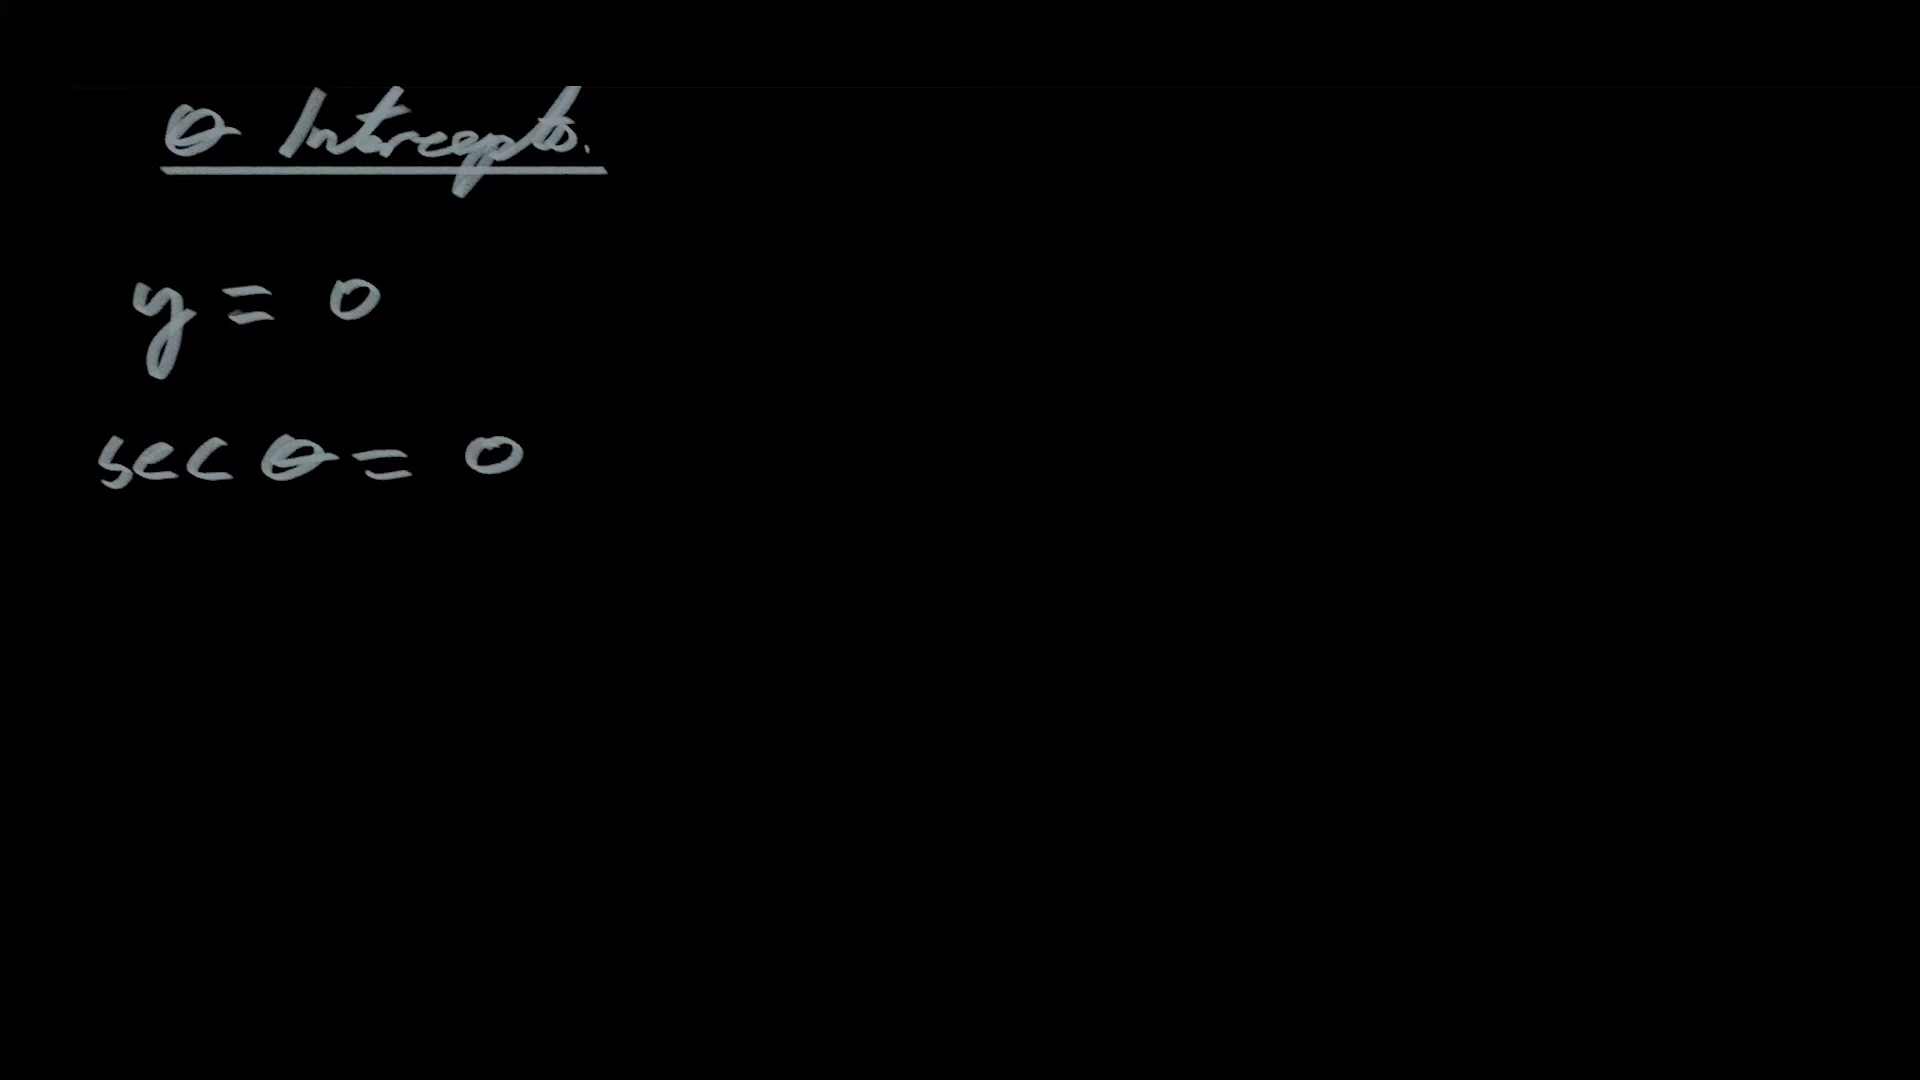 θ Intercepts.
y = 0
sec θ = 0